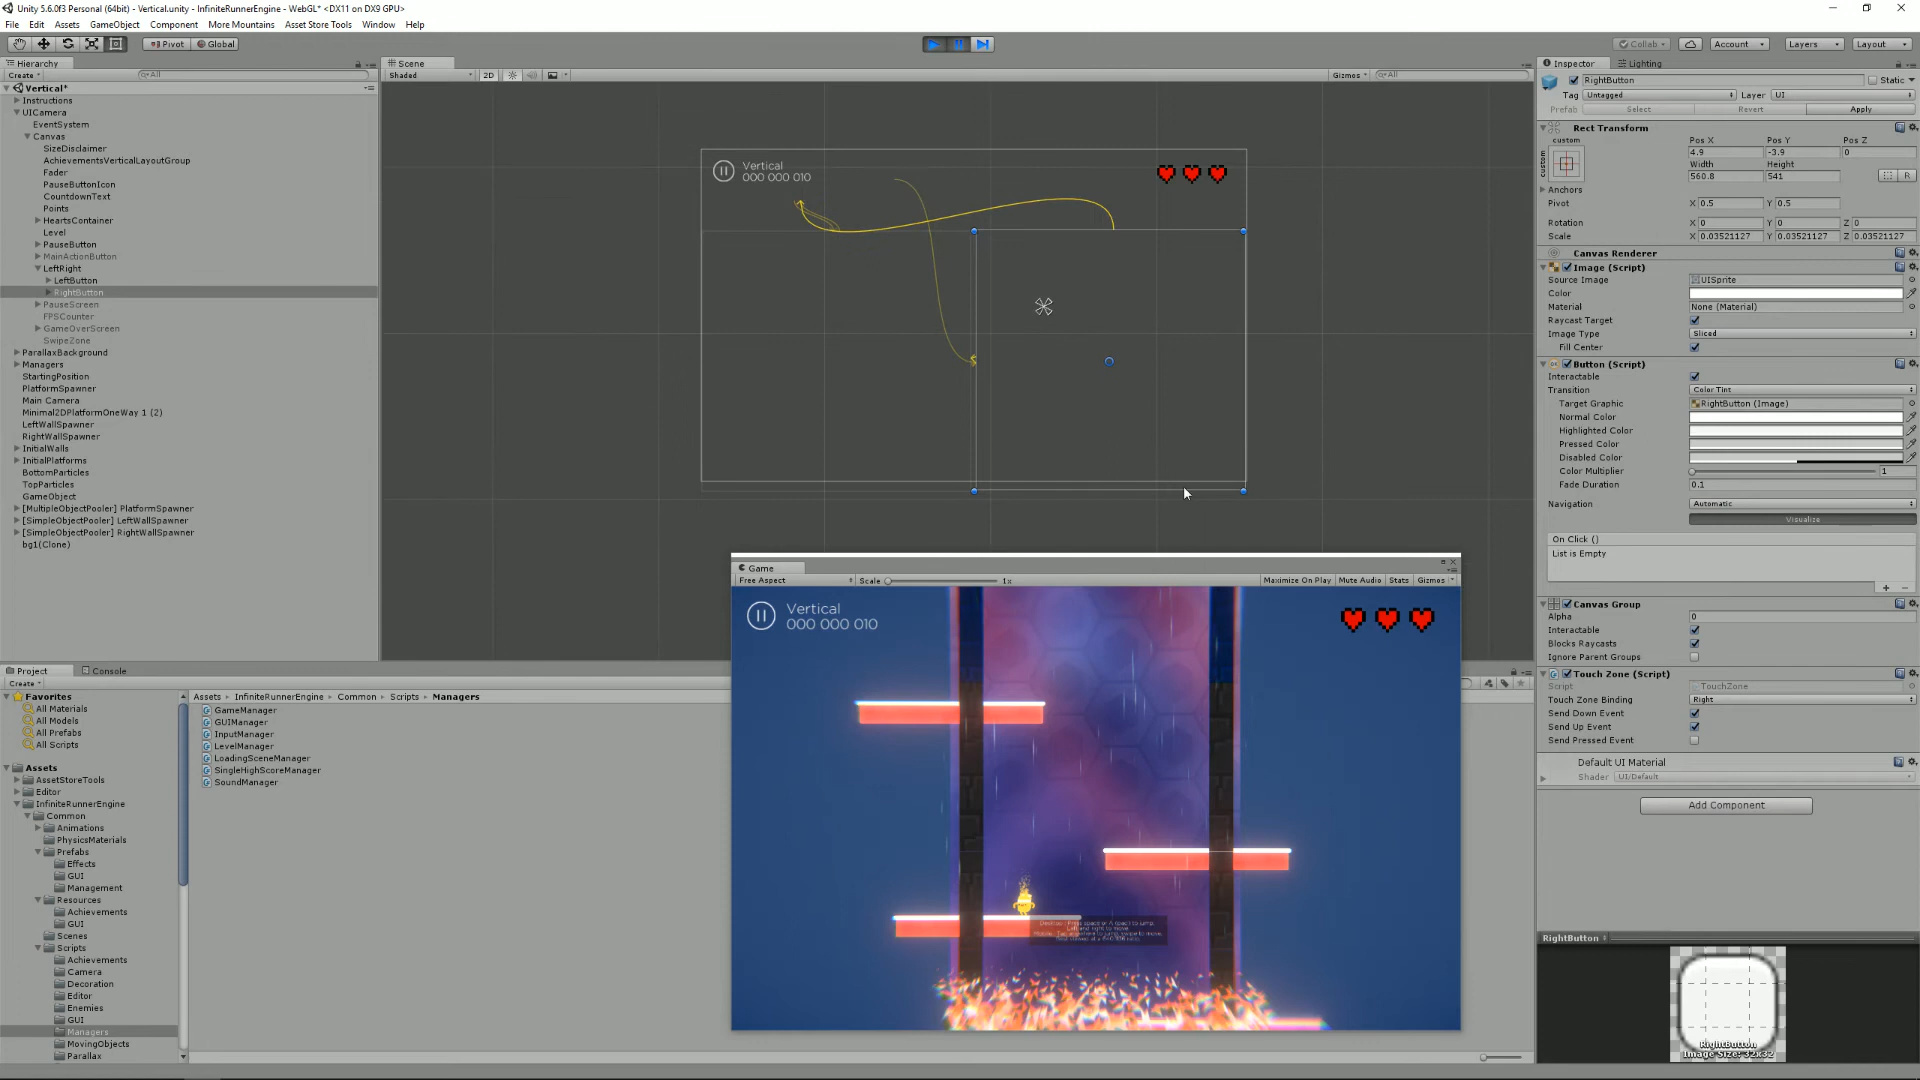 Unity 5.6.0f3 Personal (64bit) - Vertical.unity - InfiniteRunnerEngine - WebGL* <DX11 on DX9 GPU>
File Edit Assets GameObject Component More Mountains Asset Store Tools Window Help
Pivot Global
Collab Account Layers Layout
Hierarchy
Create All
Vertical*
Instructions
UICamera
EventSystem
Canvas
SizeDisclaimer
AchievementsVerticalLayoutGroup
Fader
PauseButtonIcon
CountdownText
Points
HeartsContainer
Level
PauseButton
MainActionButton
LeftRight
LeftButton
RightButton
PauseScreen
FPSCounter
GameOverScreen
SwipeZone
ParallaxBackground
Managers
StartingPosition
PlatformSpawner
Main Camera
Minimal2DPlatformOneWay 1 (2)
LeftWallSpawner
RightWallSpawner
InitialWalls
InitialPlatforms
BottomParticles
TopParticles
GameObject
[MultipleObjectPooler] PlatformSpawner
[SimpleObjectPooler] LeftWallSpawner
[SimpleObjectPooler] RightWallSpawner
bg1(Clone)
Scene
Shaded 2D Gizmos All
Vertical
000 000 010
Game
Free Aspect Scale 1x Maximize On Play Mute Audio Stats Gizmos
Vertical
000 000 010
Project Console
Create
Favorites
All Materials
All Models
All Prefabs
All Scripts
Assets
AssetStoreTools
Editor
InfiniteRunnerEngine
Common
Animations
PhysicsMaterials
Prefabs
Effects
GUI
Management
Resources
Achievements
GUI
Scenes
Scripts
Achievements
Camera
Decoration
Editor
Enemies
GUI
Managers
MovingObjects
Parallax
Assets InfiniteRunnerEngine Common Scripts Managers
GameManager
GUIManager
InputManager
LevelManager
LoadingSceneManager
SingleHighScoreManager
SoundManager
Inspector Lighting
RightButton Static
Tag Untagged Layer UI
Prefab Select Revert Apply
Rect Transform
custom Pos X Pos Y Pos Z
custom 4.9 -3.9 0
Width Height
560.8 541 R
Anchors
Pivot X 0.5 Y 0.5
Rotation X 0 Y 0 Z 0
Scale X 0.03521127 Y 0.03521127 Z 0.03521127
Canvas Renderer
Image (Script)
Source Image UISprite
Color
Material None (Material)
Raycast Target
Image Type Sliced
Fill Center
Button (Script)
Interactable
Transition Color Tint
Target Graphic RightButton (Image)
Normal Color
Highlighted Color
Pressed Color
Disabled Color
Color Multiplier 1
Fade Duration 0.1
Navigation Automatic
Visualize
On Click ()
List is Empty
Canvas Group
Alpha 0
Interactable
Blocks Raycasts
Ignore Parent Groups
Touch Zone (Script)
Script TouchZone
Touch Zone Binding Right
Send Down Event
Send Up Event
Send Pressed Event
Default UI Material
Shader UI/Default
Add Component
RightButton
RightButton
Image Size: 32x32